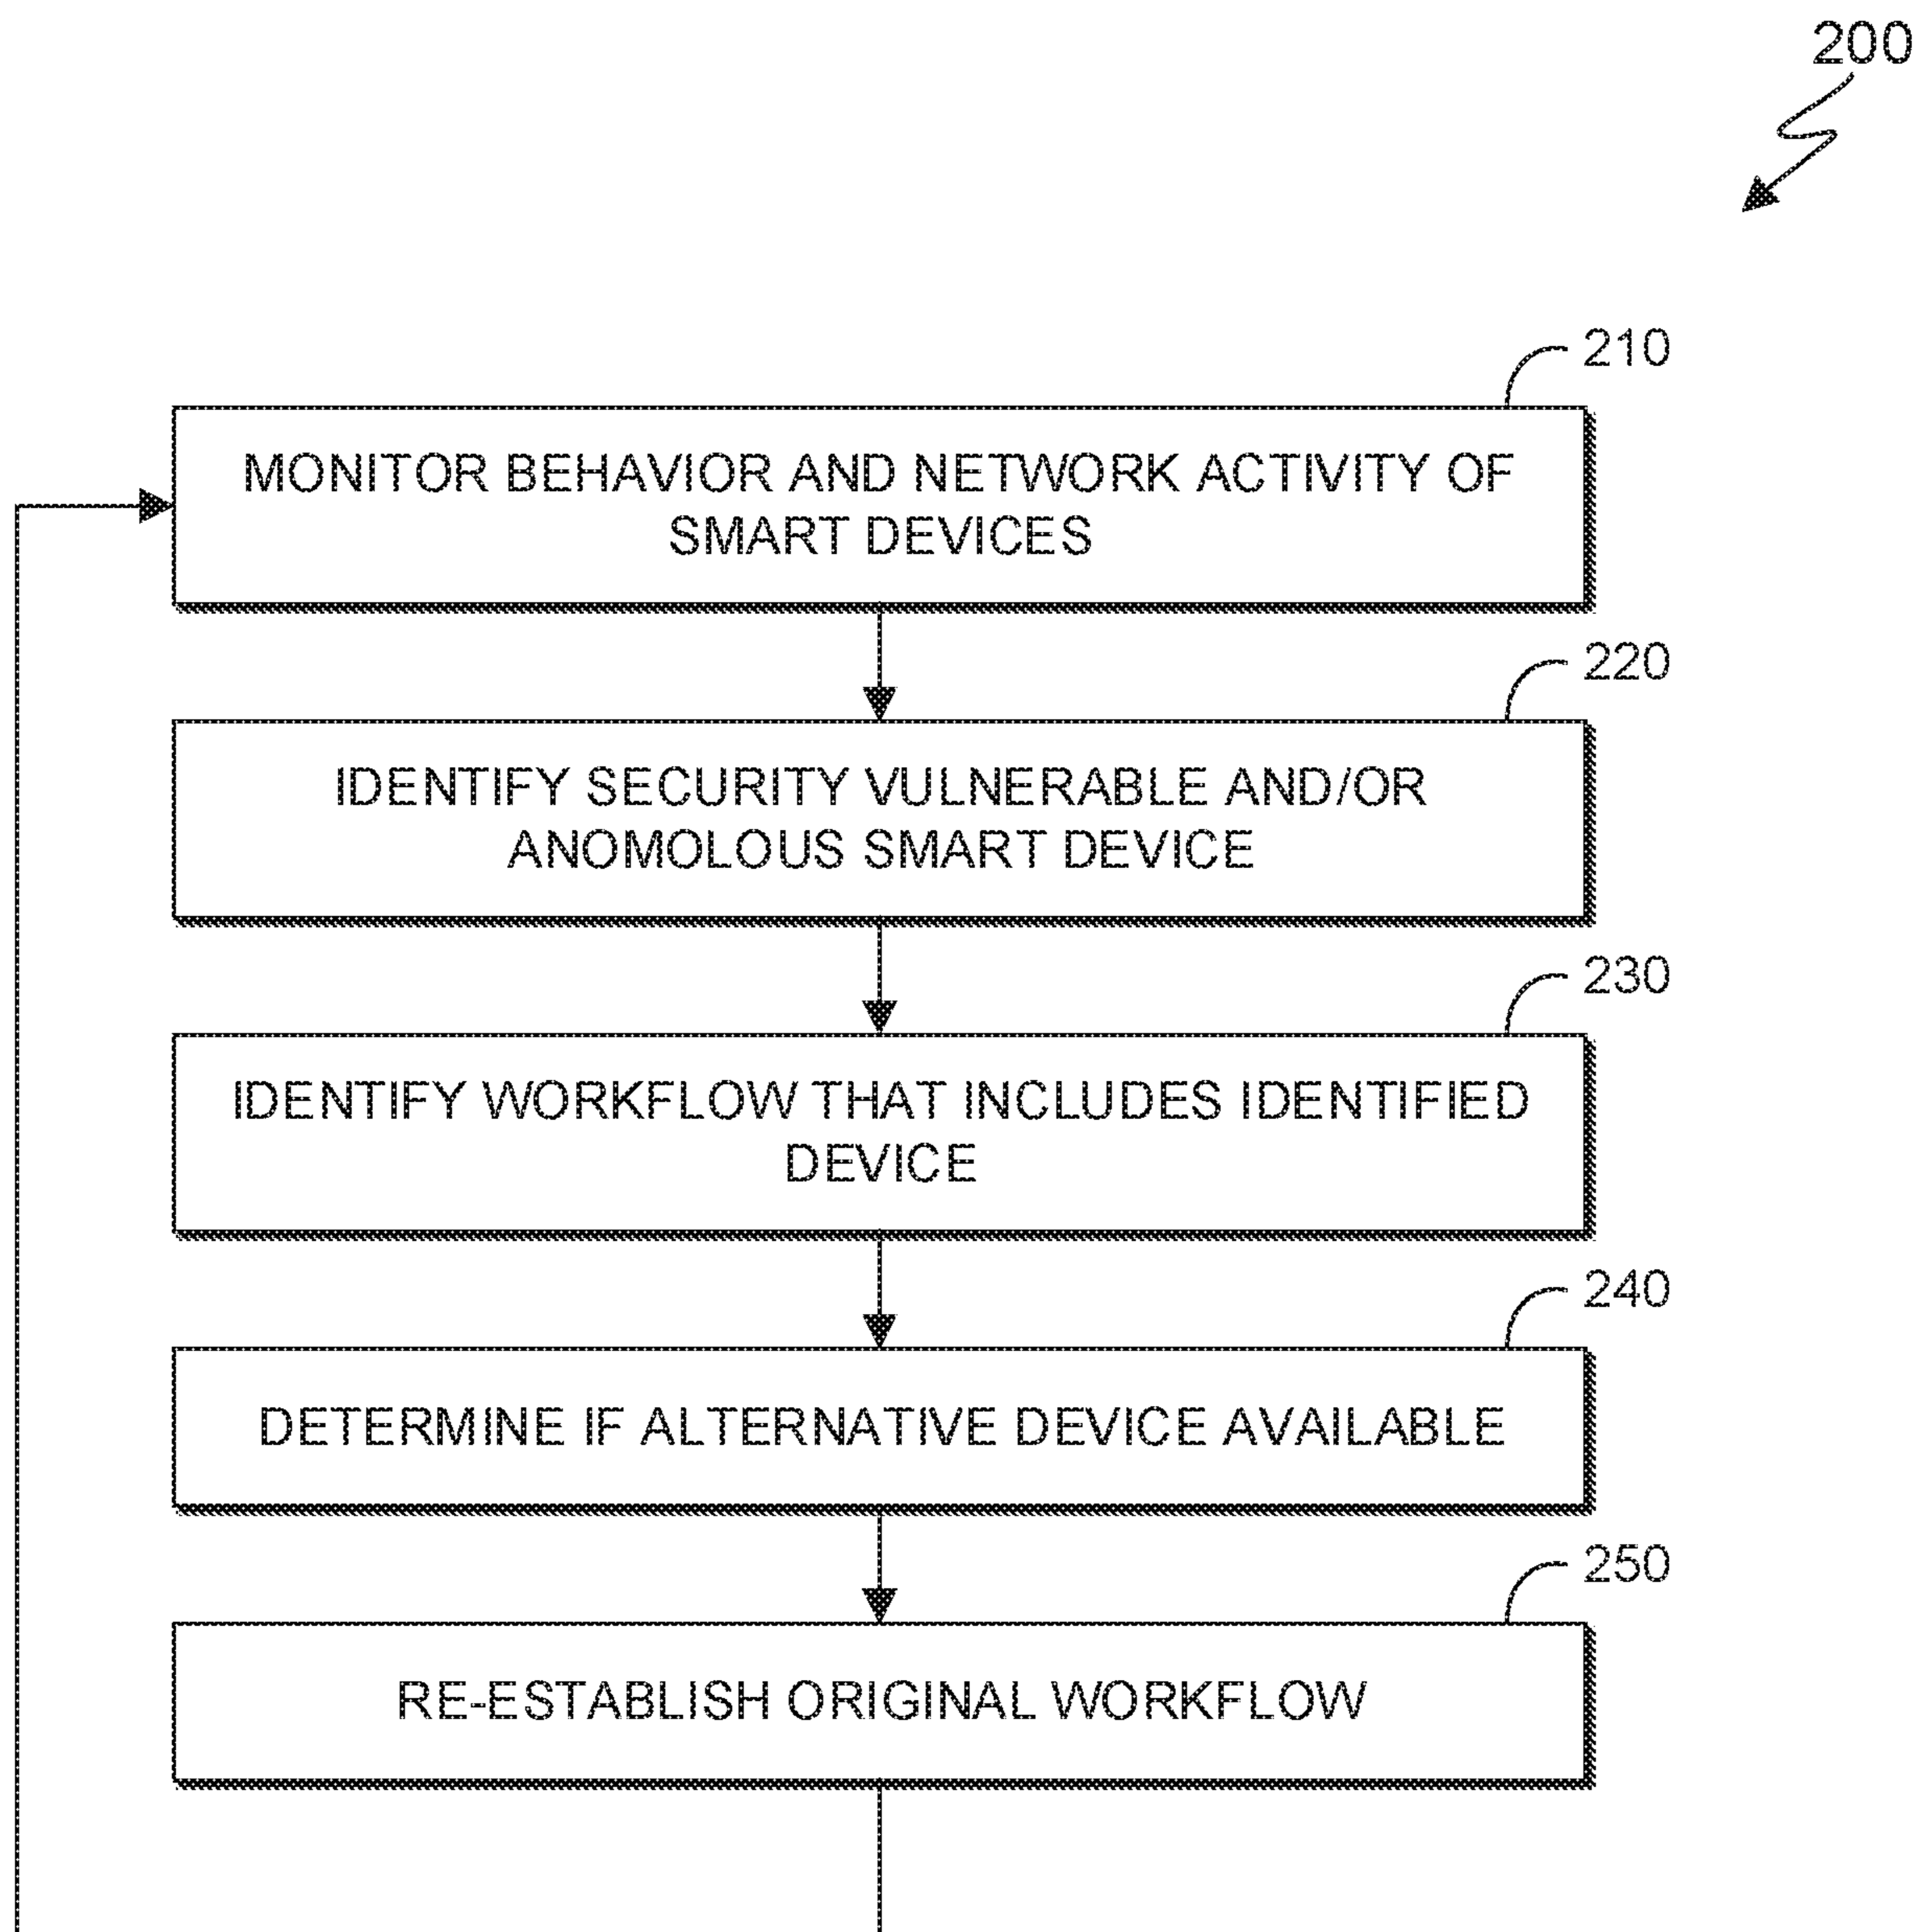 200
210
MONITOR BEHAVIOR AND NETWORK ACTIVITY OF
SMART DEVICES
220
IDENTIFY SECURITY VULNERABLE AND/OR
ANOMOLOUS SMART DEVICE
230
IDENTIFY WORKFLOW THAT INCLUDES IDENTIFIED
DEVICE
240
DETERMINE IF ALTERNATIVE DEVICE AVAILABLE
250
RE-ESTABLISH ORIGINAL WORKFLOW